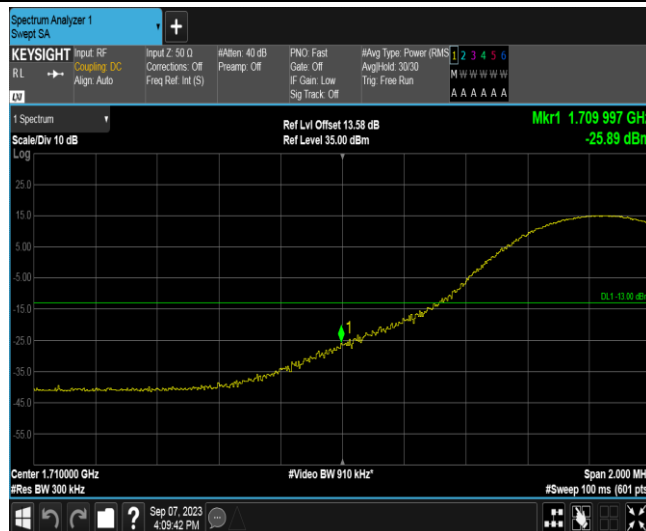 Spectrum Analyzer 1
Swept SA
KEYSIGHT
RL
Input: RF
Coupling: DC
Align: Auto
Input Z: 50 Ω
Corrections: Off
Freq Ref: Int (S)
#Atten: 40 dB
Preamp: Off
PNO: Fast
Gate: Off
IF Gain: Low
Sig Track: Off
#Avg Type: Power (RMS
Avg|Hold: 30/30
Trig: Free Run
1 2 3 4 5 6
M W W W W W
A A A A A A
LXI
1 Spectrum
Scale/Div 10 dB
Ref Lvl Offset 13.58 dB
Ref Level 35.00 dBm
Mkr1 1.709 997 GHz
-25.89 dBm
Log
25.0
15.0
5.00
-5.00
DL1 -13.00 dBm
-15.0
1
-25.0
-35.0
-45.0
-55.0
Center 1.710000 GHz
#Res BW 300 kHz
#Video BW 910 kHz*
Span 2.000 MH
#Sweep 100 ms (601 pts
Sep 07, 2023
4:09:42 PM